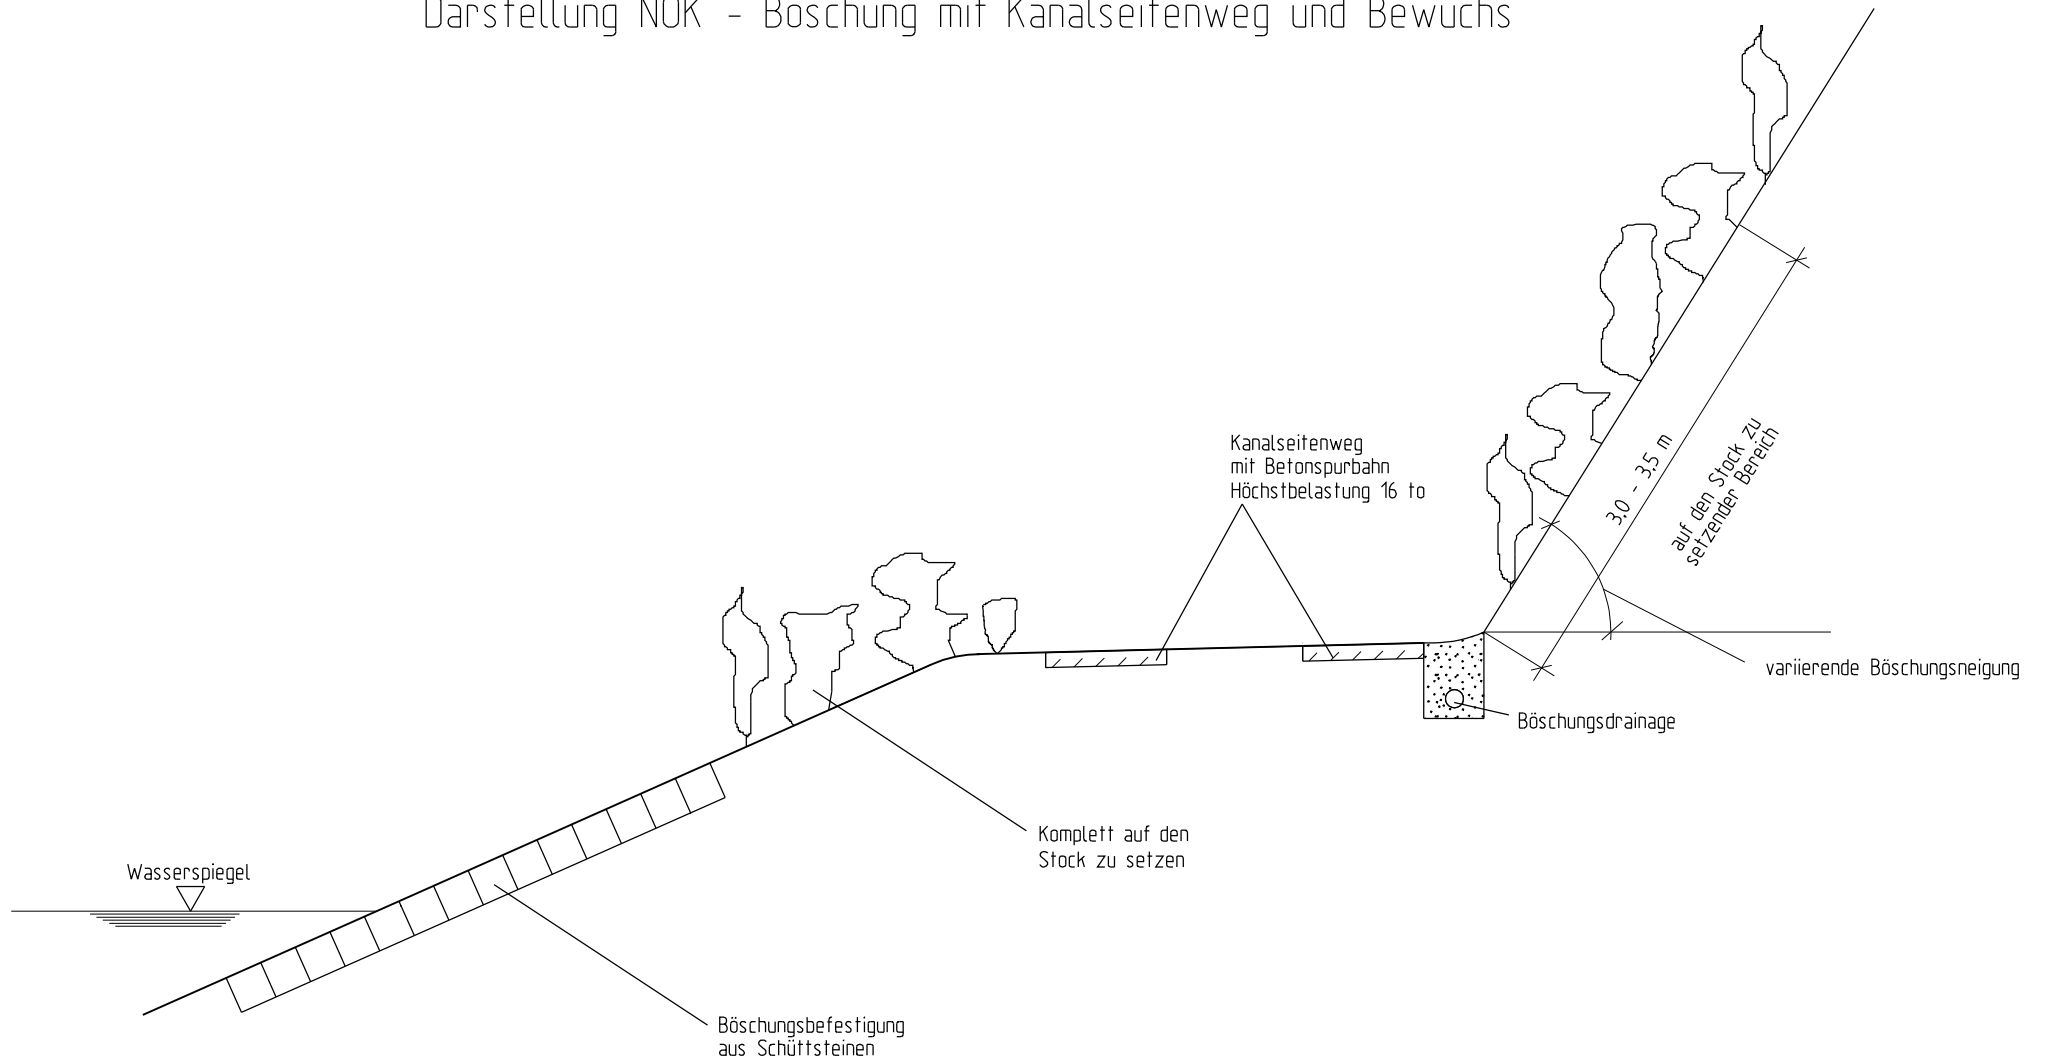 Darstellung NOK - Böschung mit Kanalseitenweg und Bewuchs
Kanalseitenweg
mit Betonspurbahn
Höchstbelastung 16 to
3,0 - 3,5 m
auf den Stock zu
setzender Bereich
variierende Böschungsneigung
Böschungsdrainage
Komplett auf den
Stock zu setzen
Wasserspiegel
Böschungsbefestigung
aus Schüttsteinen